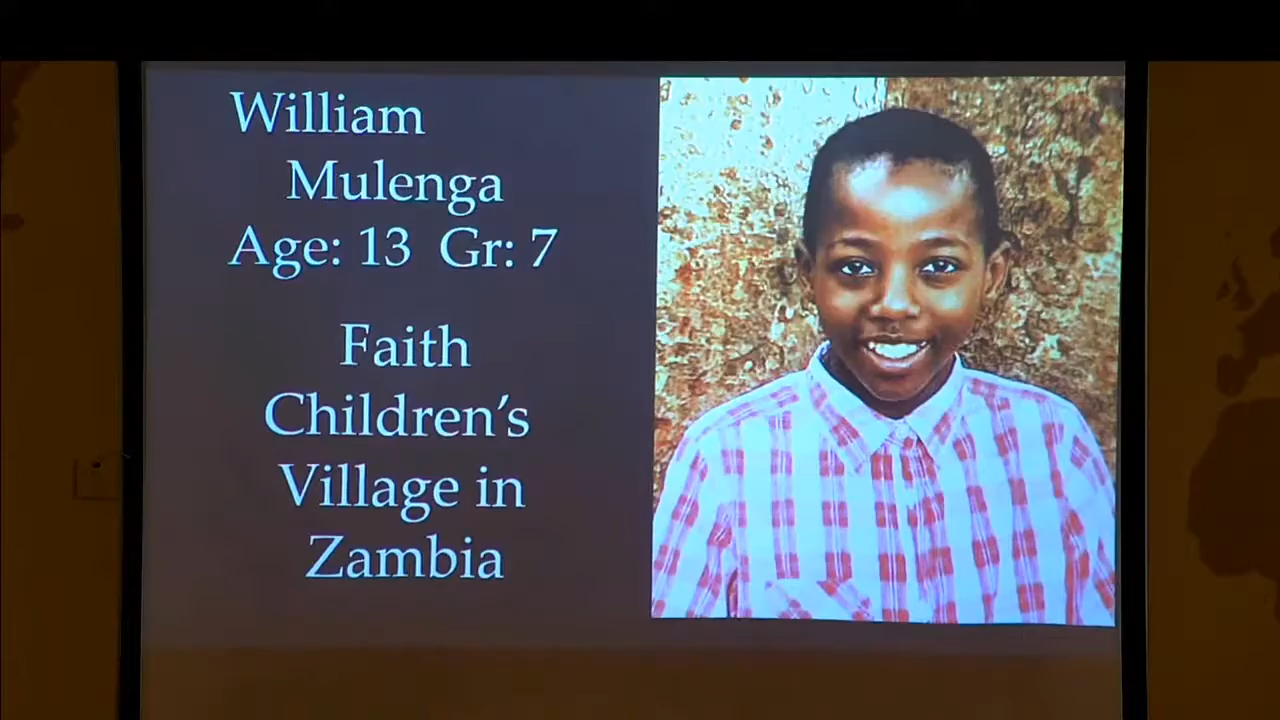 William
Mulenga
Age: 13 Gr: 7
Faith
Children's
Village in
Zambia